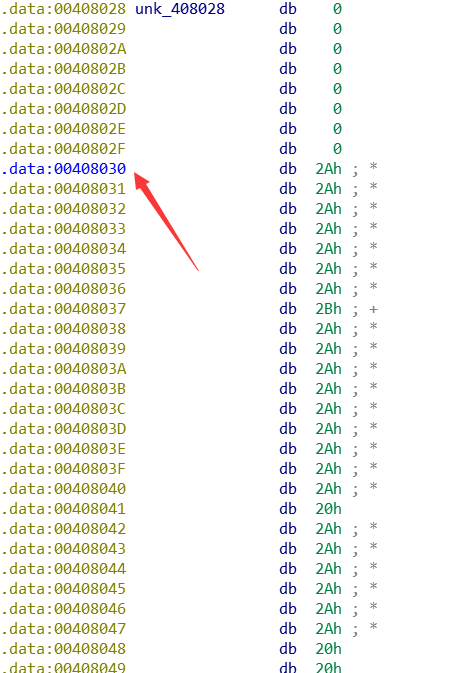 .data:00408028 unk_408028 db 0
.data:00408029 db 0
.data:0040802A db 0
.data:0040802B db 0
.data:0040802C db 0
.data:0040802D db 0
.data:0040802E db 0
.data:0040802F db 0
.data:00408030 db 2Ah ; *
.data:00408031 db 2Ah ; *
.data:00408032 db 2Ah ; *
.data:00408033 db 2Ah ; *
.data:00408034 db 2Ah ; *
.data:00408035 db 2Ah ; *
.data:00408036 db 2Ah ; *
.data:00408037 db 2Bh ; +
.data:00408038 db 2Ah ; *
.data:00408039 db 2Ah ; *
.data:0040803A db 2Ah ; *
.data:0040803B db 2Ah ; *
.data:0040803C db 2Ah ; *
.data:0040803D db 2Ah ; *
.data:0040803E db 2Ah ; *
.data:0040803F db 2Ah ; *
.data:00408040 db 2Ah ; *
.data:00408041 db 20h
.data:00408042 db 2Ah ; *
.data:00408043 db 2Ah ; *
.data:00408044 db 2Ah ; *
.data:00408045 db 2Ah ; *
.data:00408046 db 2Ah ; *
.data:00408047 db 2Ah ; *
.data:00408048 db 20h
.data:00408049 db 20h